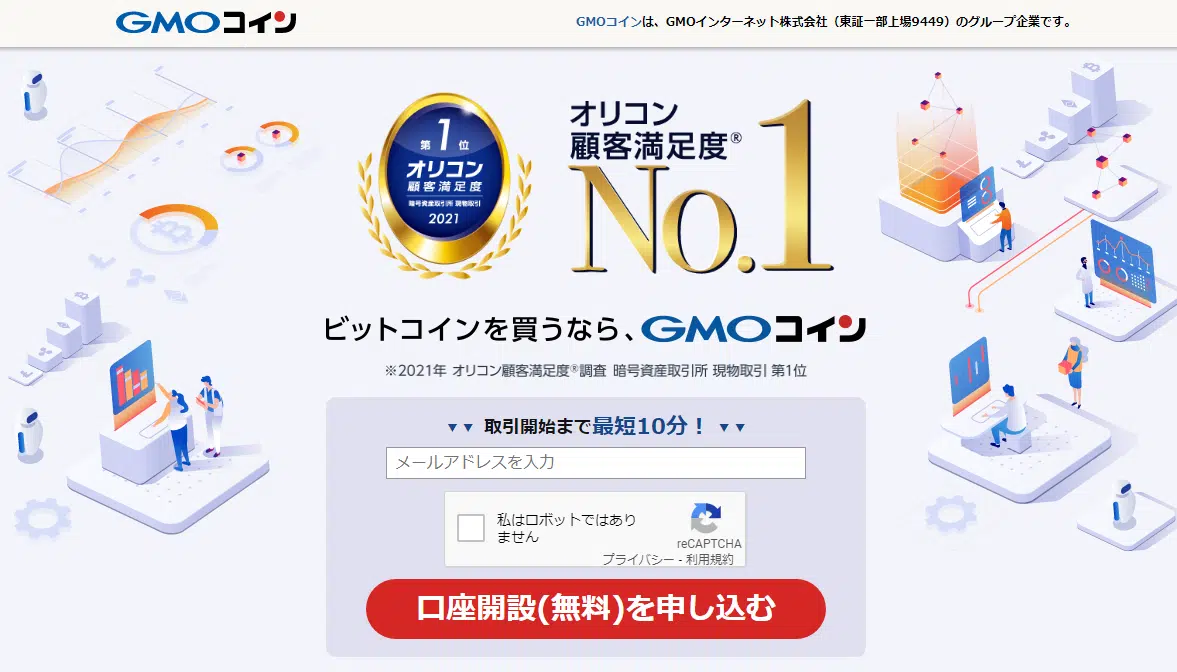 GMOコイン
GMOコインは、GMOインターネット株式会社（東証一部上場9449）のグループ企業です。
第1位
オリコン
顧客満足度
暗号資産取引所 現物取引
2021
オリコン
顧客満足度®
No.1
ビットコインを買うなら、GMOコイン
※2021年 オリコン顧客満足度®調査 暗号資産取引所 現物取引 第1位
▼▼ 取引開始まで最短10分！ ▼▼
メールアドレスを入力
私はロボットではあり
ません
reCAPTCHA
プライバシー - 利用規約
口座開設(無料)を申し込む